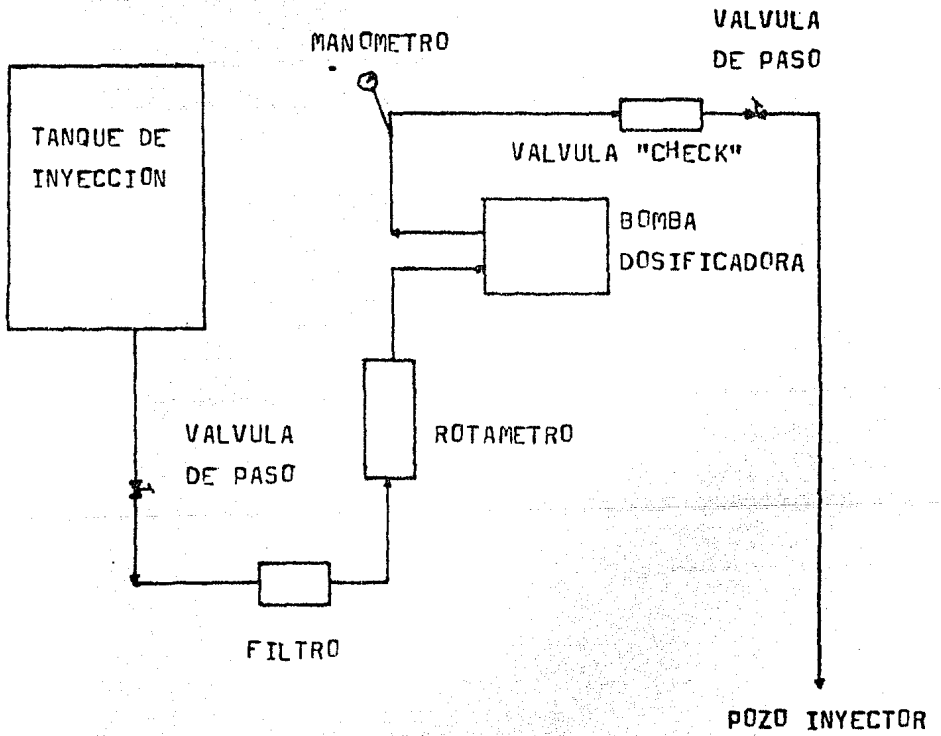 VALVULA
DE PASO
MANOMETRO
TANQUE DE
INYECCION
VALVULA "CHECK"
BOMBA
DOSIFICADORA
VALVULA
DE PASO
ROTAMETRO
FILTRO
POZO INYECTOR